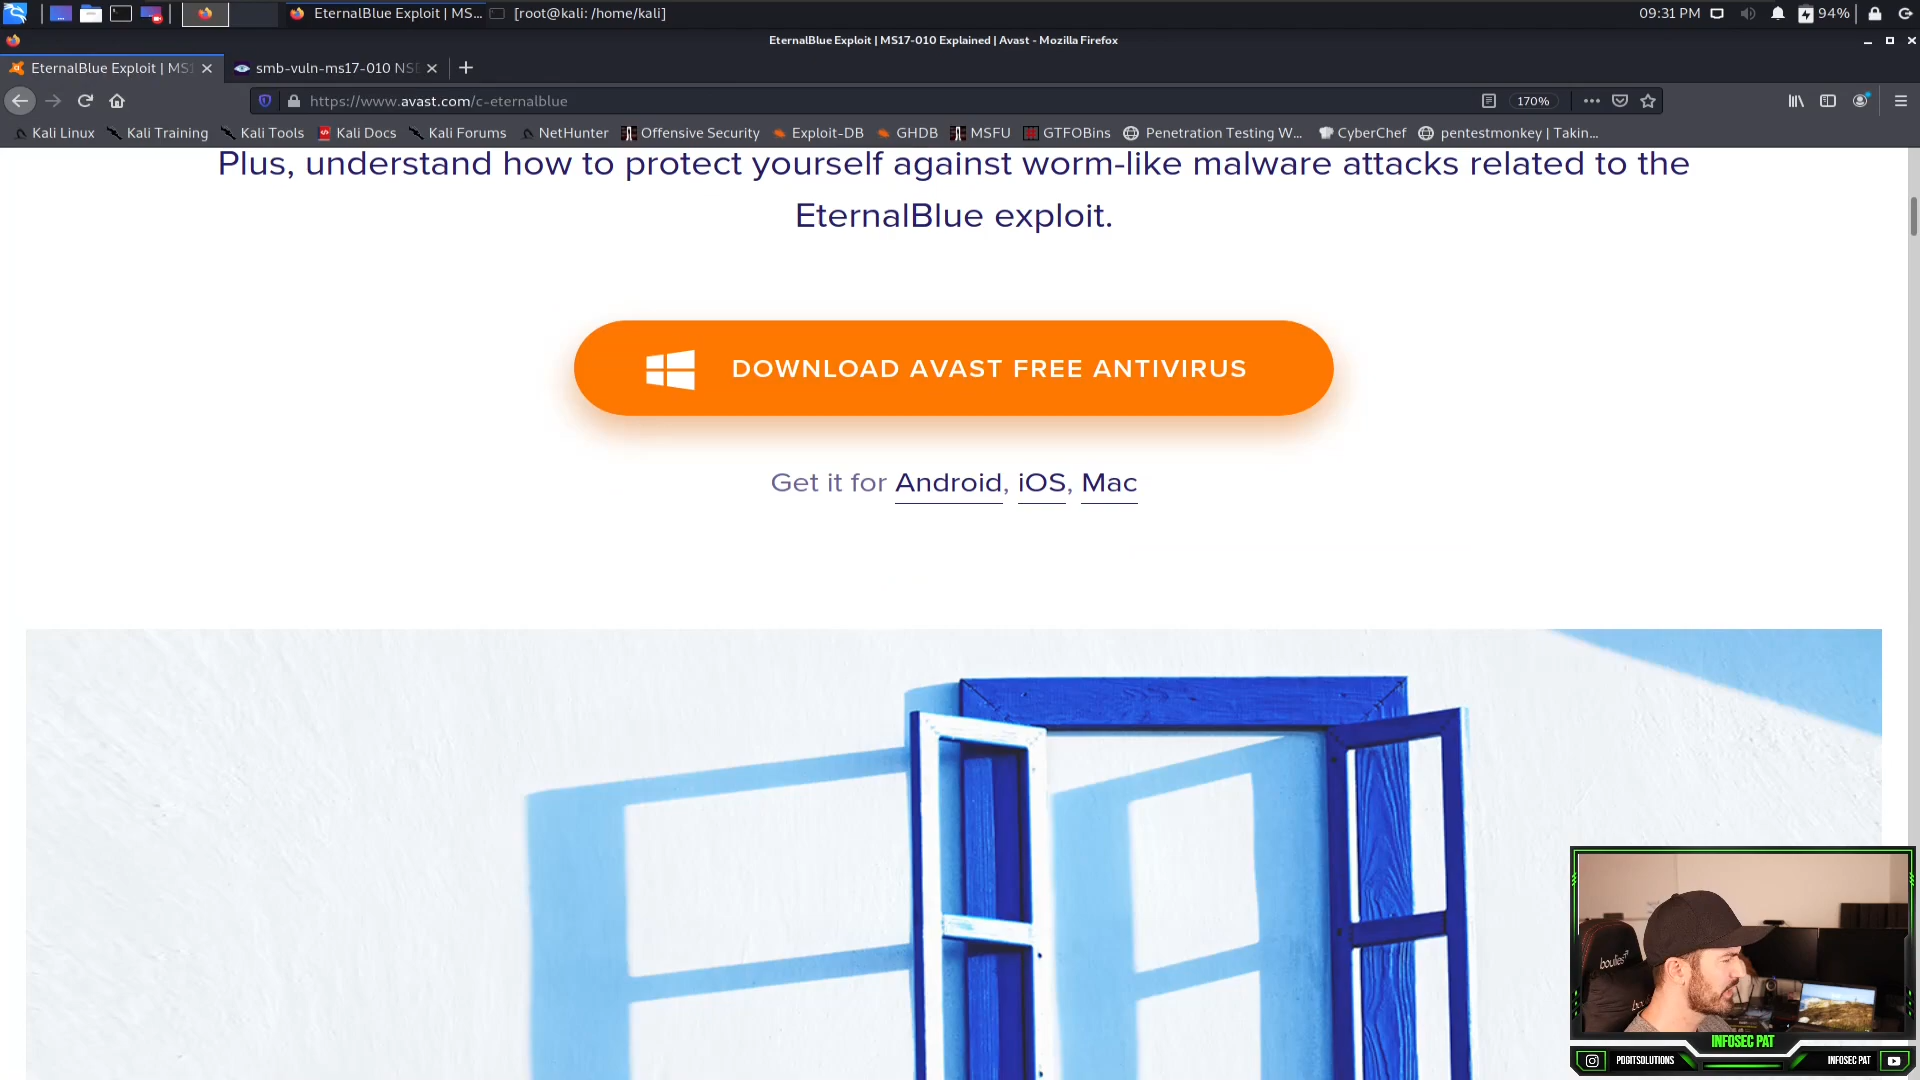 EternalBlue Exploit | MS...
[root@kali: /home/kali]
09:31 PM
94%
EternalBlue Exploit | MS17-010 Explained | Avast - Mozilla Firefox
EternalBlue Exploit | MS1
smb-vuln-ms17-010 NS
https://www.avast.com/c-eternalblue
170%
Kali Linux
Kali Training
Kali Tools
Kali Docs
Kali Forums
NetHunter
Offensive Security
Exploit-DB
GHDB
MSFU
GTFOBins
Penetration Testing W...
CyberChef
pentestmonkey | Takin...
Plus, understand how to protect yourself against worm-like malware attacks related to the
EternalBlue exploit.
DOWNLOAD AVAST FREE ANTIVIRUS
Get it for Android, iOS, Mac
boulies
INFOSEC PAT
PDDITSOLUTIONS
INFOSEC PAT